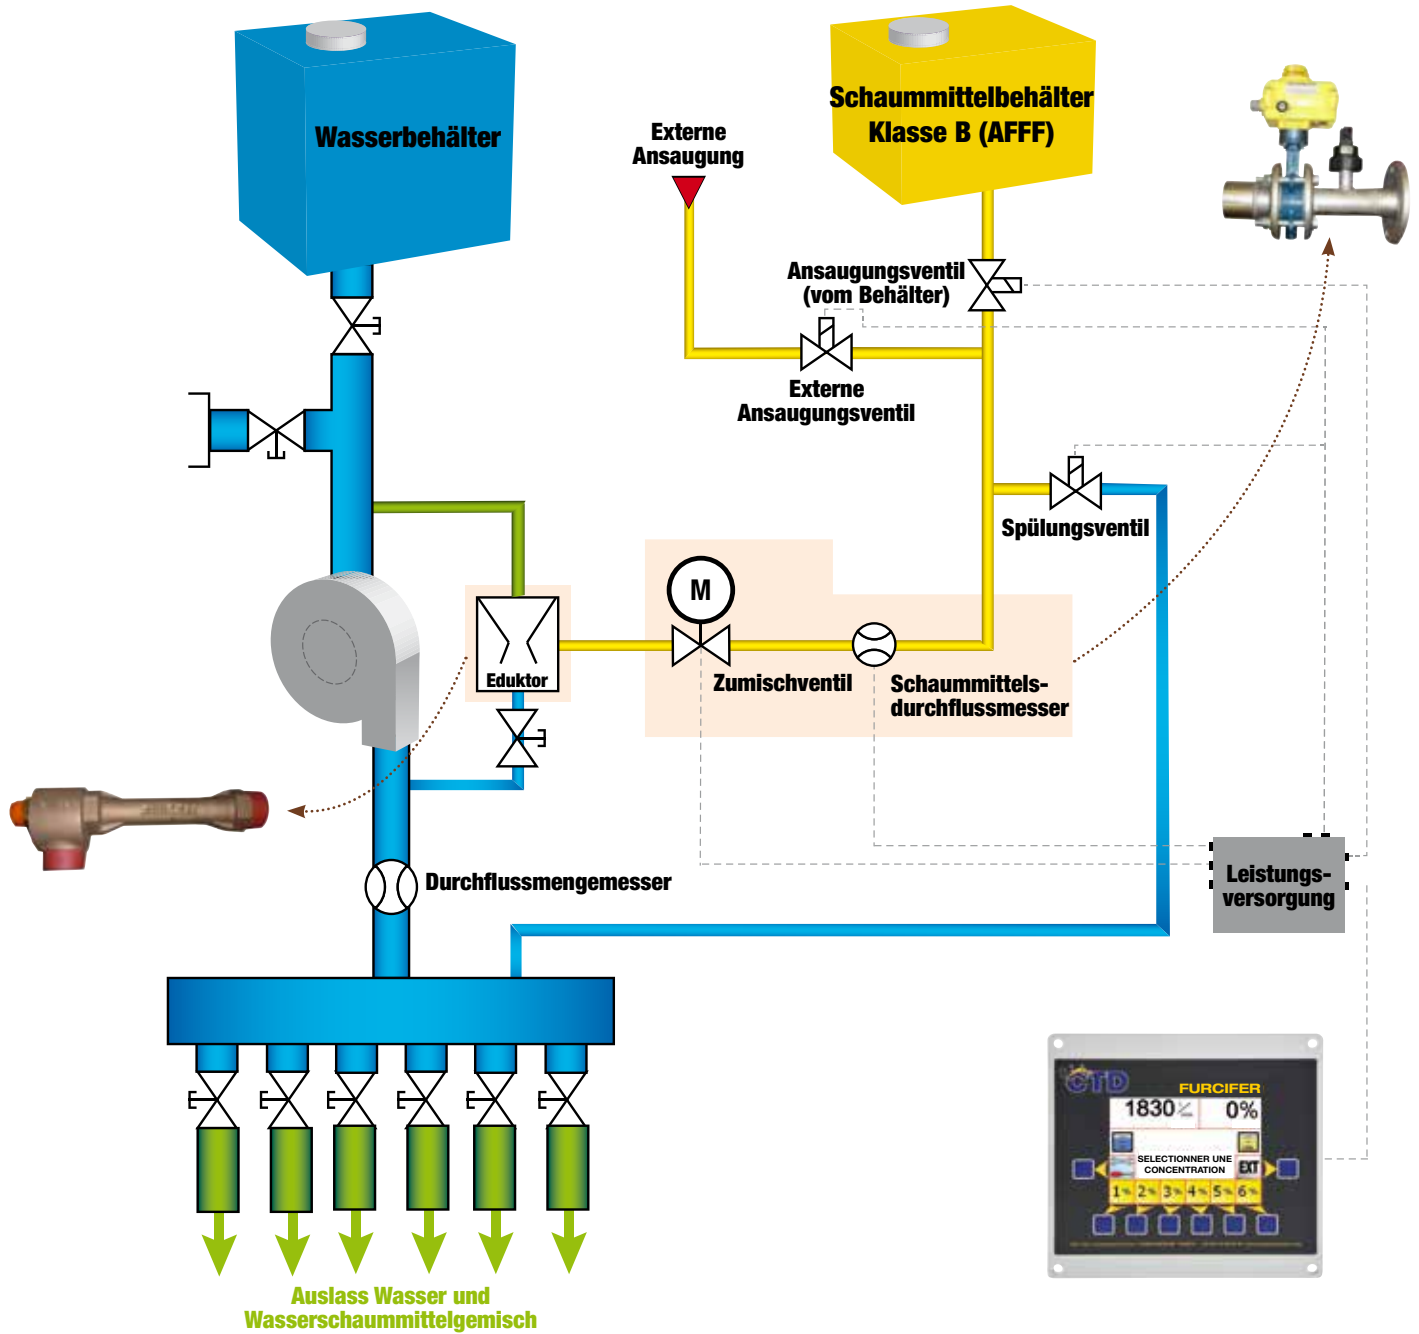 Wasserbehälter
Schaummittelbehälter
Klasse B (AFFF)
Externe
Ansaugung
Ansaugungsventil
(vom Behälter)
Externe
Ansaugungsventil
Spülungsventil
M
Eduktor
Zumischventil
Schaummittels-
durchflussmesser
Durchflussmengemesser
Leistungs-
versorgung
CTD
FURCIFER
1830
0%
SELECTIONNER UNE
CONCENTRATION
EXT
1% 2% 3% 4% 5% 6%
Auslass Wasser und
Wasserschaummittelgemisch